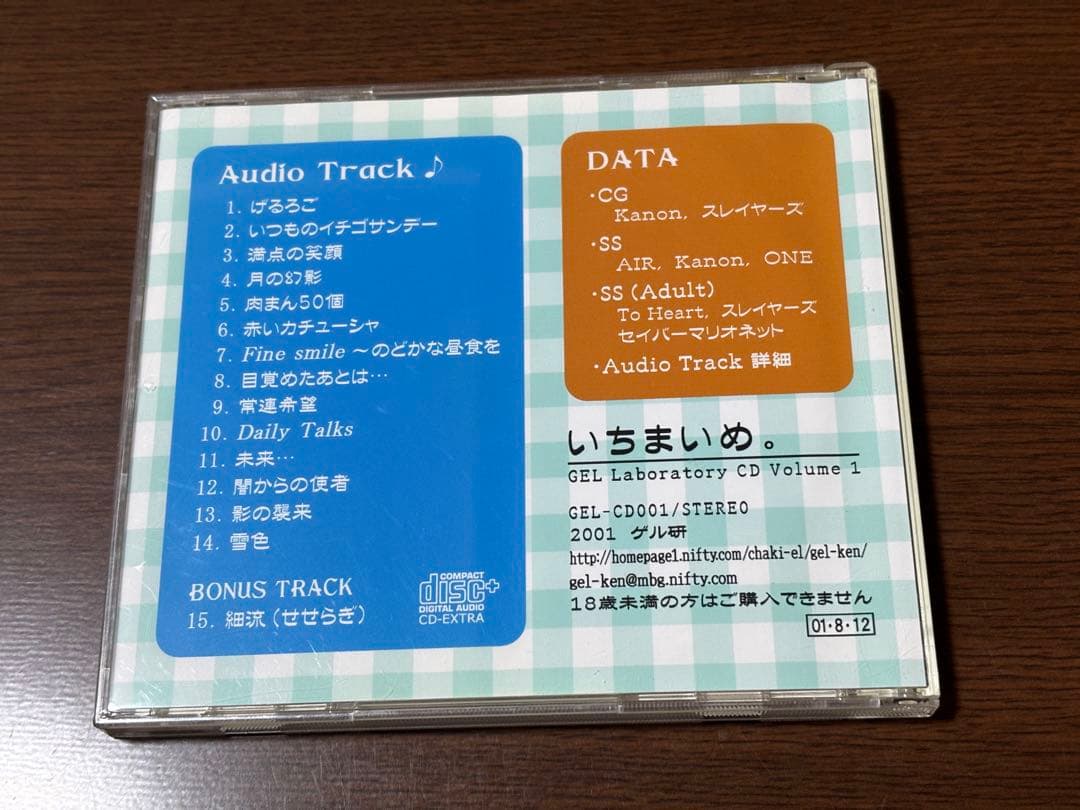 Audio Track ♪
1. げるろご
2. いつものイチゴサンデー
3. 満点の笑顔
4. 月の幻影
5. 肉まん50個
6. 赤いカチューシャ
7. Fine smile ～のどかな昼食を
8. 目覚めたあとは…
9. 常連希望
10. Daily Talks
11. 未来…
12. 闇からの使者
13. 影の襲来
14. 雪色
BONUS TRACK
15. 細流（せせらぎ）
COMPACT
disc+
DIGITAL AUDIO
CD-EXTRA
DATA
・CG
Kanon, スレイヤーズ
・SS
AIR, Kanon, ONE
・SS（Adult）
To Heart, スレイヤーズ
セイバーマリオネット
・Audio Track 詳細
いちまいめ。
GEL Laboratory CD Volume 1
GEL-CD001/STEREO
2001 ゲル研
http://homepage1.nifty.com/chaki-el/gel-ken/
gel-ken@mbg.nifty.com
18歳未満の方はご購入できません
01・8・12